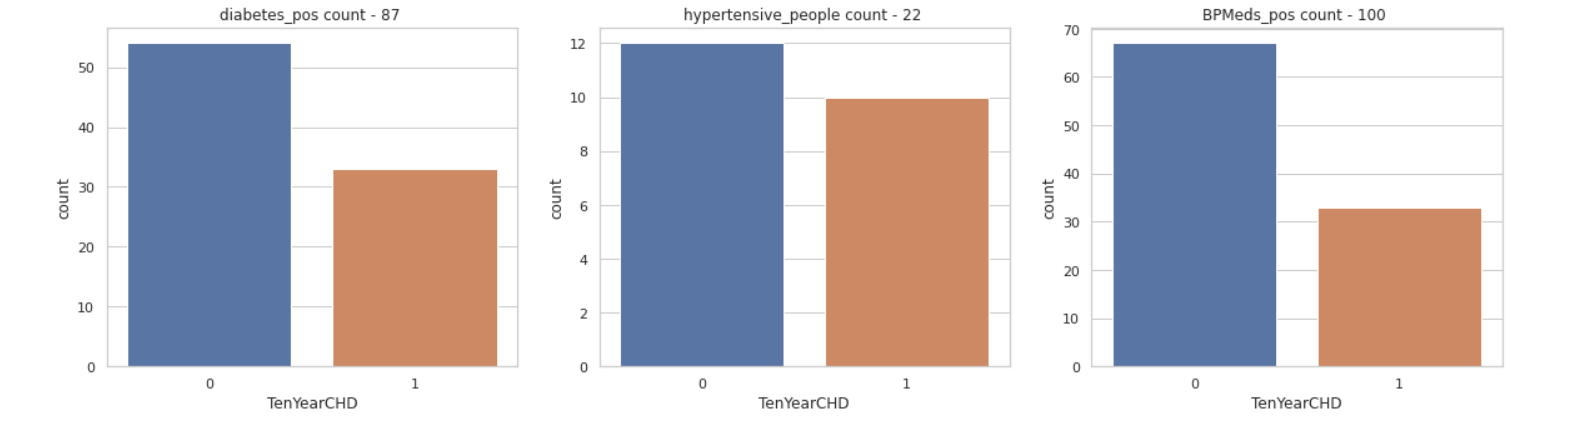 diabetes_pos count - 87
50
40
30
20
10
0
count
0 1
TenYearCHD
hypertensive_people count - 22
12
10
8
6
4
2
0
count
0 1
TenYearCHD
BPMeds_pos count - 100
70
60
50
40
30
20
10
0
count
0 1
TenYearCHD